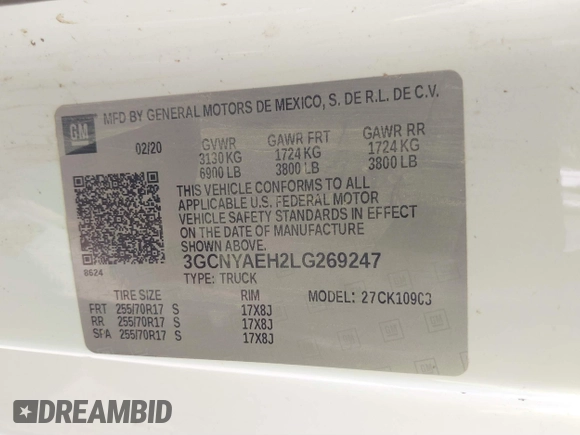 GM
MFD BY GENERAL MOTORS DE MEXICO, S. DE R.L. DE C.V.
02/20 GVWR GAWR FRT GAWR RR
3130 KG 1724 KG 1724 KG
6900 LB 3800 LB 3800 LB
THIS VEHICLE CONFORMS TO ALL
APPLICABLE U.S. FEDERAL MOTOR
VEHICLE SAFETY STANDARDS IN EFFECT
ON THE DATE OF MANUFACTURE
SHOWN ABOVE.
8624 3GCNYAEH2LG269247
TYPE: TRUCK
TIRE SIZE RIM MODEL: 27CK10903
FRT 255/70R17 S 17X8J
RR 255/70R17 S 17X8J
SPA 255/70R17 S 17X8J
DREAMBID